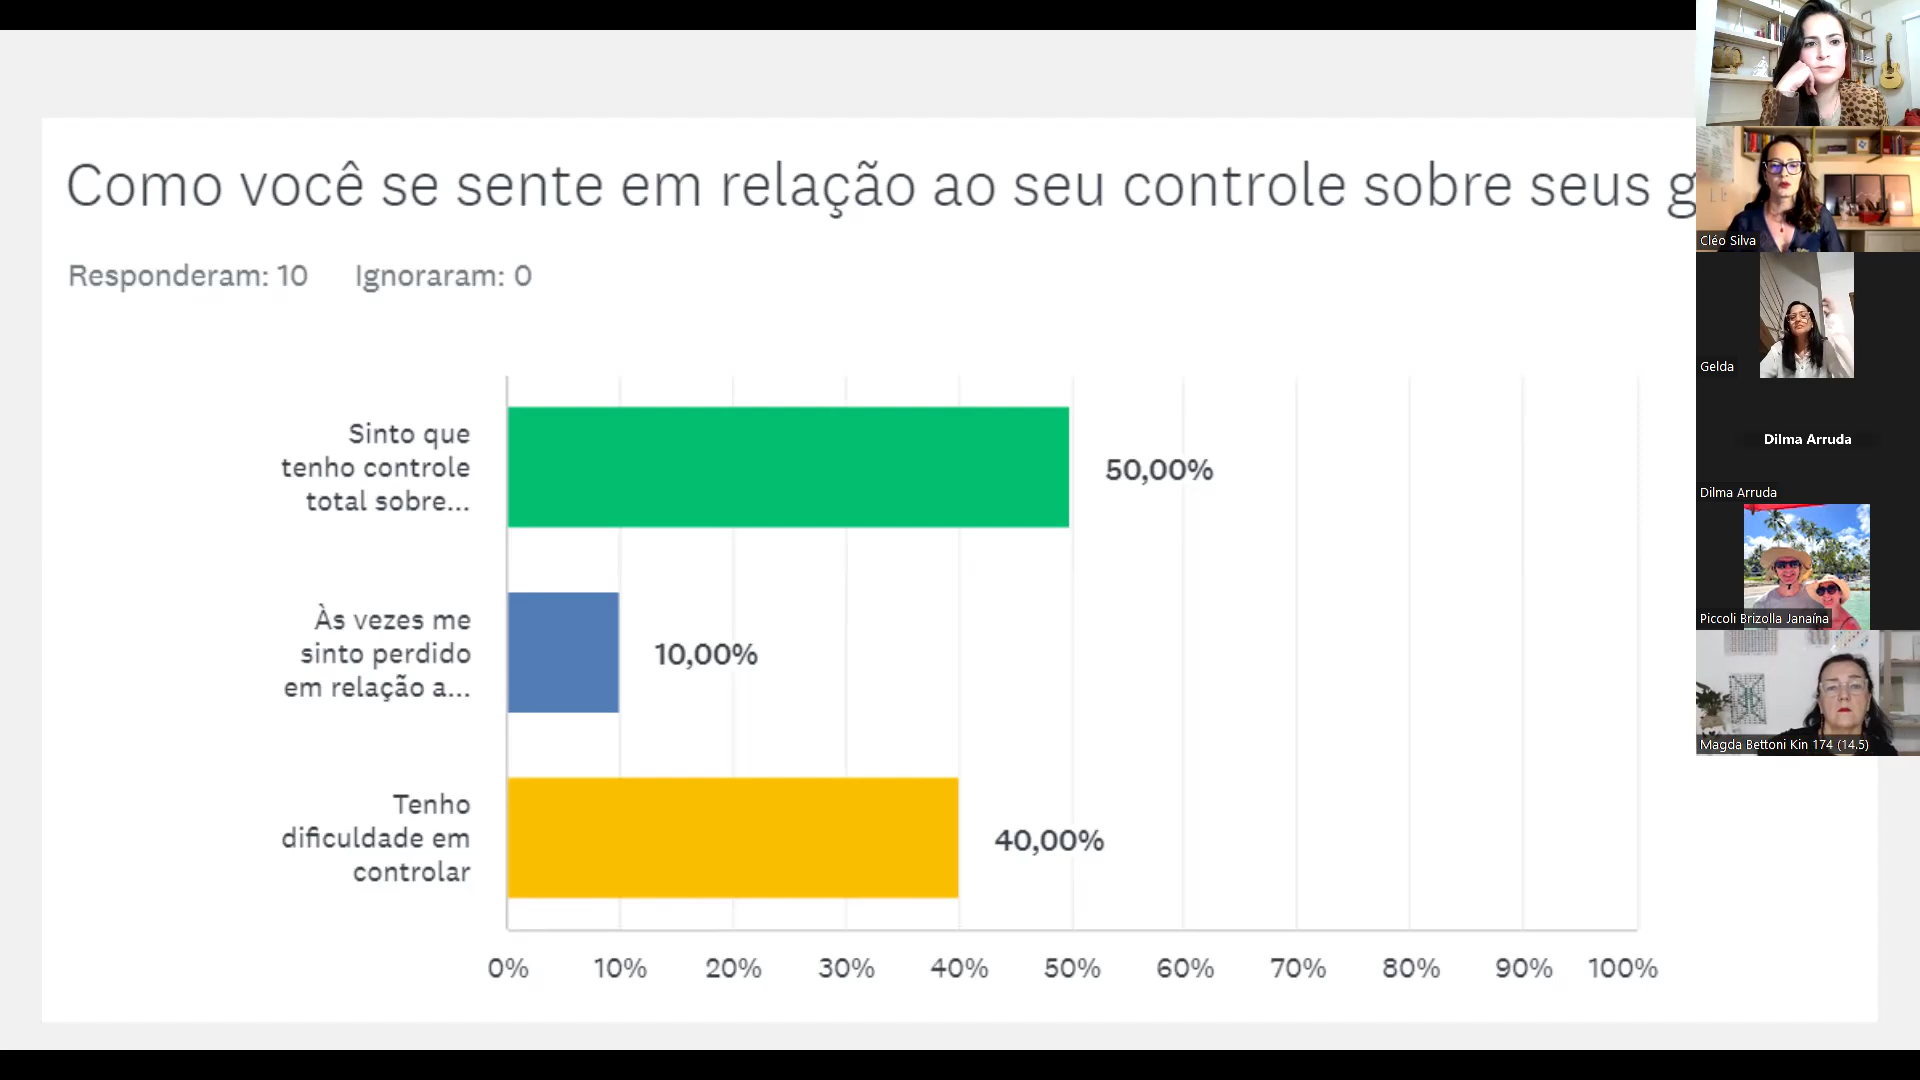 Como você se sente em relação ao seu controle sobre seus g
Responderam: 10 Ignoraram: 0
Sinto que
tenho controle
total sobre...
50,00%
Às vezes me
sinto perdido
em relação a...
10,00%
Tenho
dificuldade em
controlar
40,00%
0% 10% 20% 30% 40% 50% 60% 70% 80% 90% 100%
Cléo Silva
Gelda
Dilma Arruda
Dilma Arruda
Piccoli Brizolla Janaína
Magda Bettoni Kin 174 (14.5)